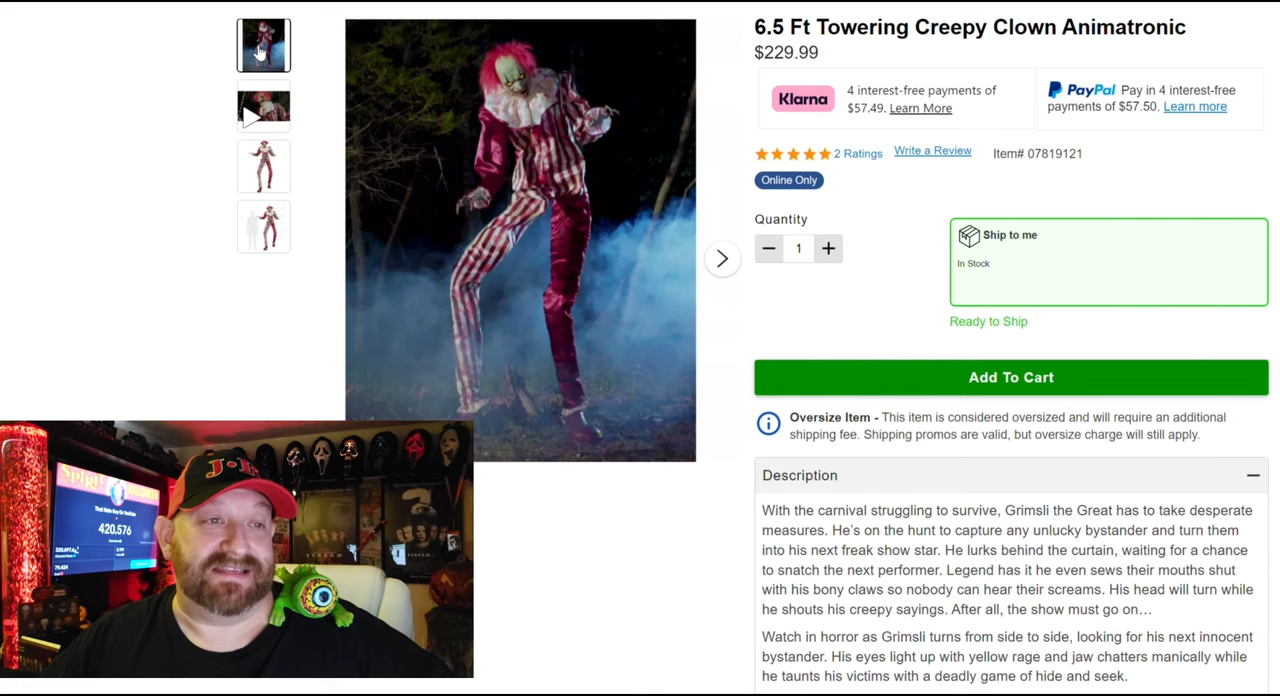 6.5 Ft Towering Creepy Clown Animatronic
$229.99
Klarna
4 interest-free payments of
$57.49. Learn More
PayPal Pay in 4 interest-free
payments of $57.50. Learn more
2 Ratings
Write a Review
Item# 07819121
Online Only
Quantity
1
Ship to me
In Stock
Ready to Ship
Add To Cart
Oversize Item - This item is considered oversized and will require an additional
shipping fee. Shipping promos are valid, but oversize charge will still apply.
Description
With the carnival struggling to survive, Grimsli the Great has to take desperate
measures. He’s on the hunt to capture any unlucky bystander and turn them
into his next freak show star. He lurks behind the curtain, waiting for a chance
to snatch the next performer. Legend has it he even sews their mouths shut
with his bony claws so nobody can hear their screams. His head will turn while
he shouts his creepy sayings. After all, the show must go on…
Watch in horror as Grimsli turns from side to side, looking for his next innocent
bystander. His eyes light up with yellow rage and jaw chatters manically while
he taunts his victims with a deadly game of hide and seek.
SPIRIT
HALLOWEEN
420,576
SCREAM